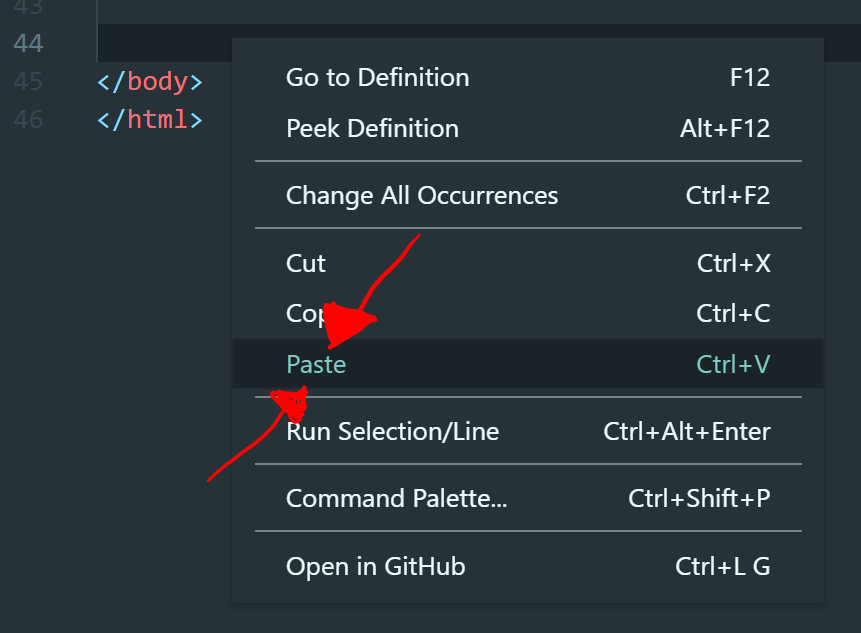 43
44
45 </body>
46 </html>
Go to Definition F12
Peek Definition Alt+F12
Change All Occurrences Ctrl+F2
Cut Ctrl+X
Copy Ctrl+C
Paste Ctrl+V
Run Selection/Line Ctrl+Alt+Enter
Command Palette... Ctrl+Shift+P
Open in GitHub Ctrl+L G